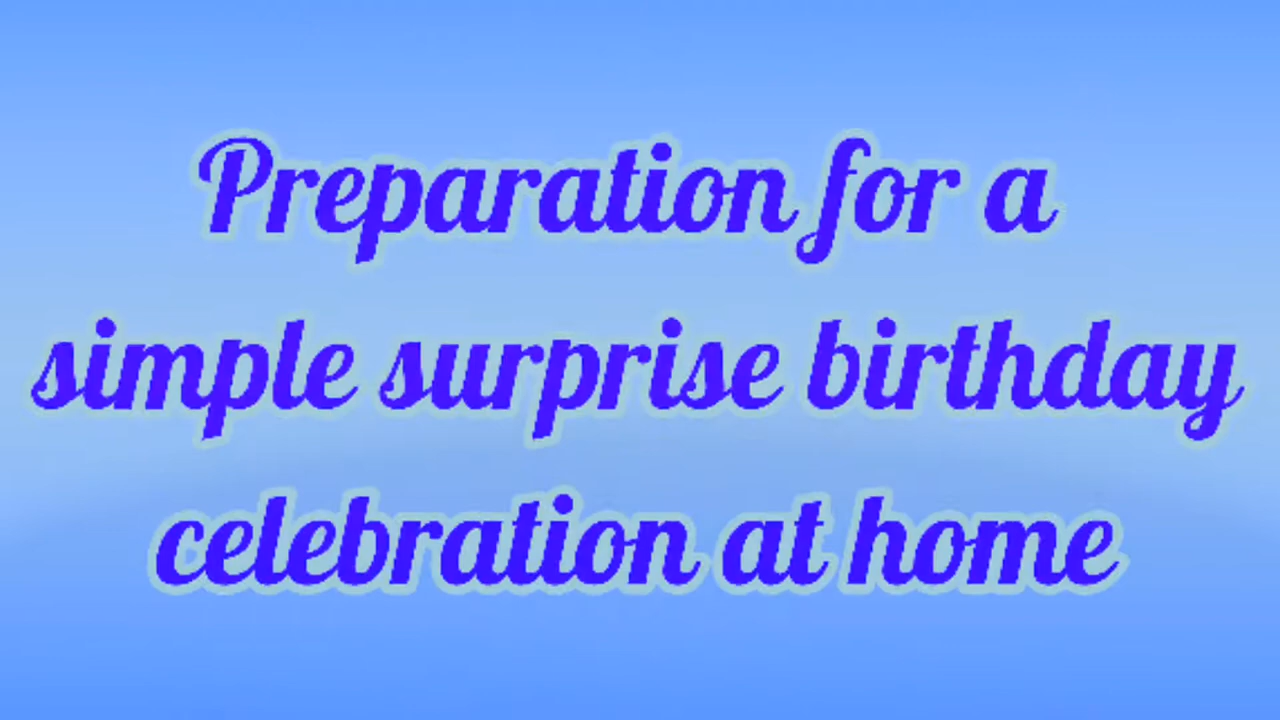 Preparation for a
simple surprise birthday
celebration at home